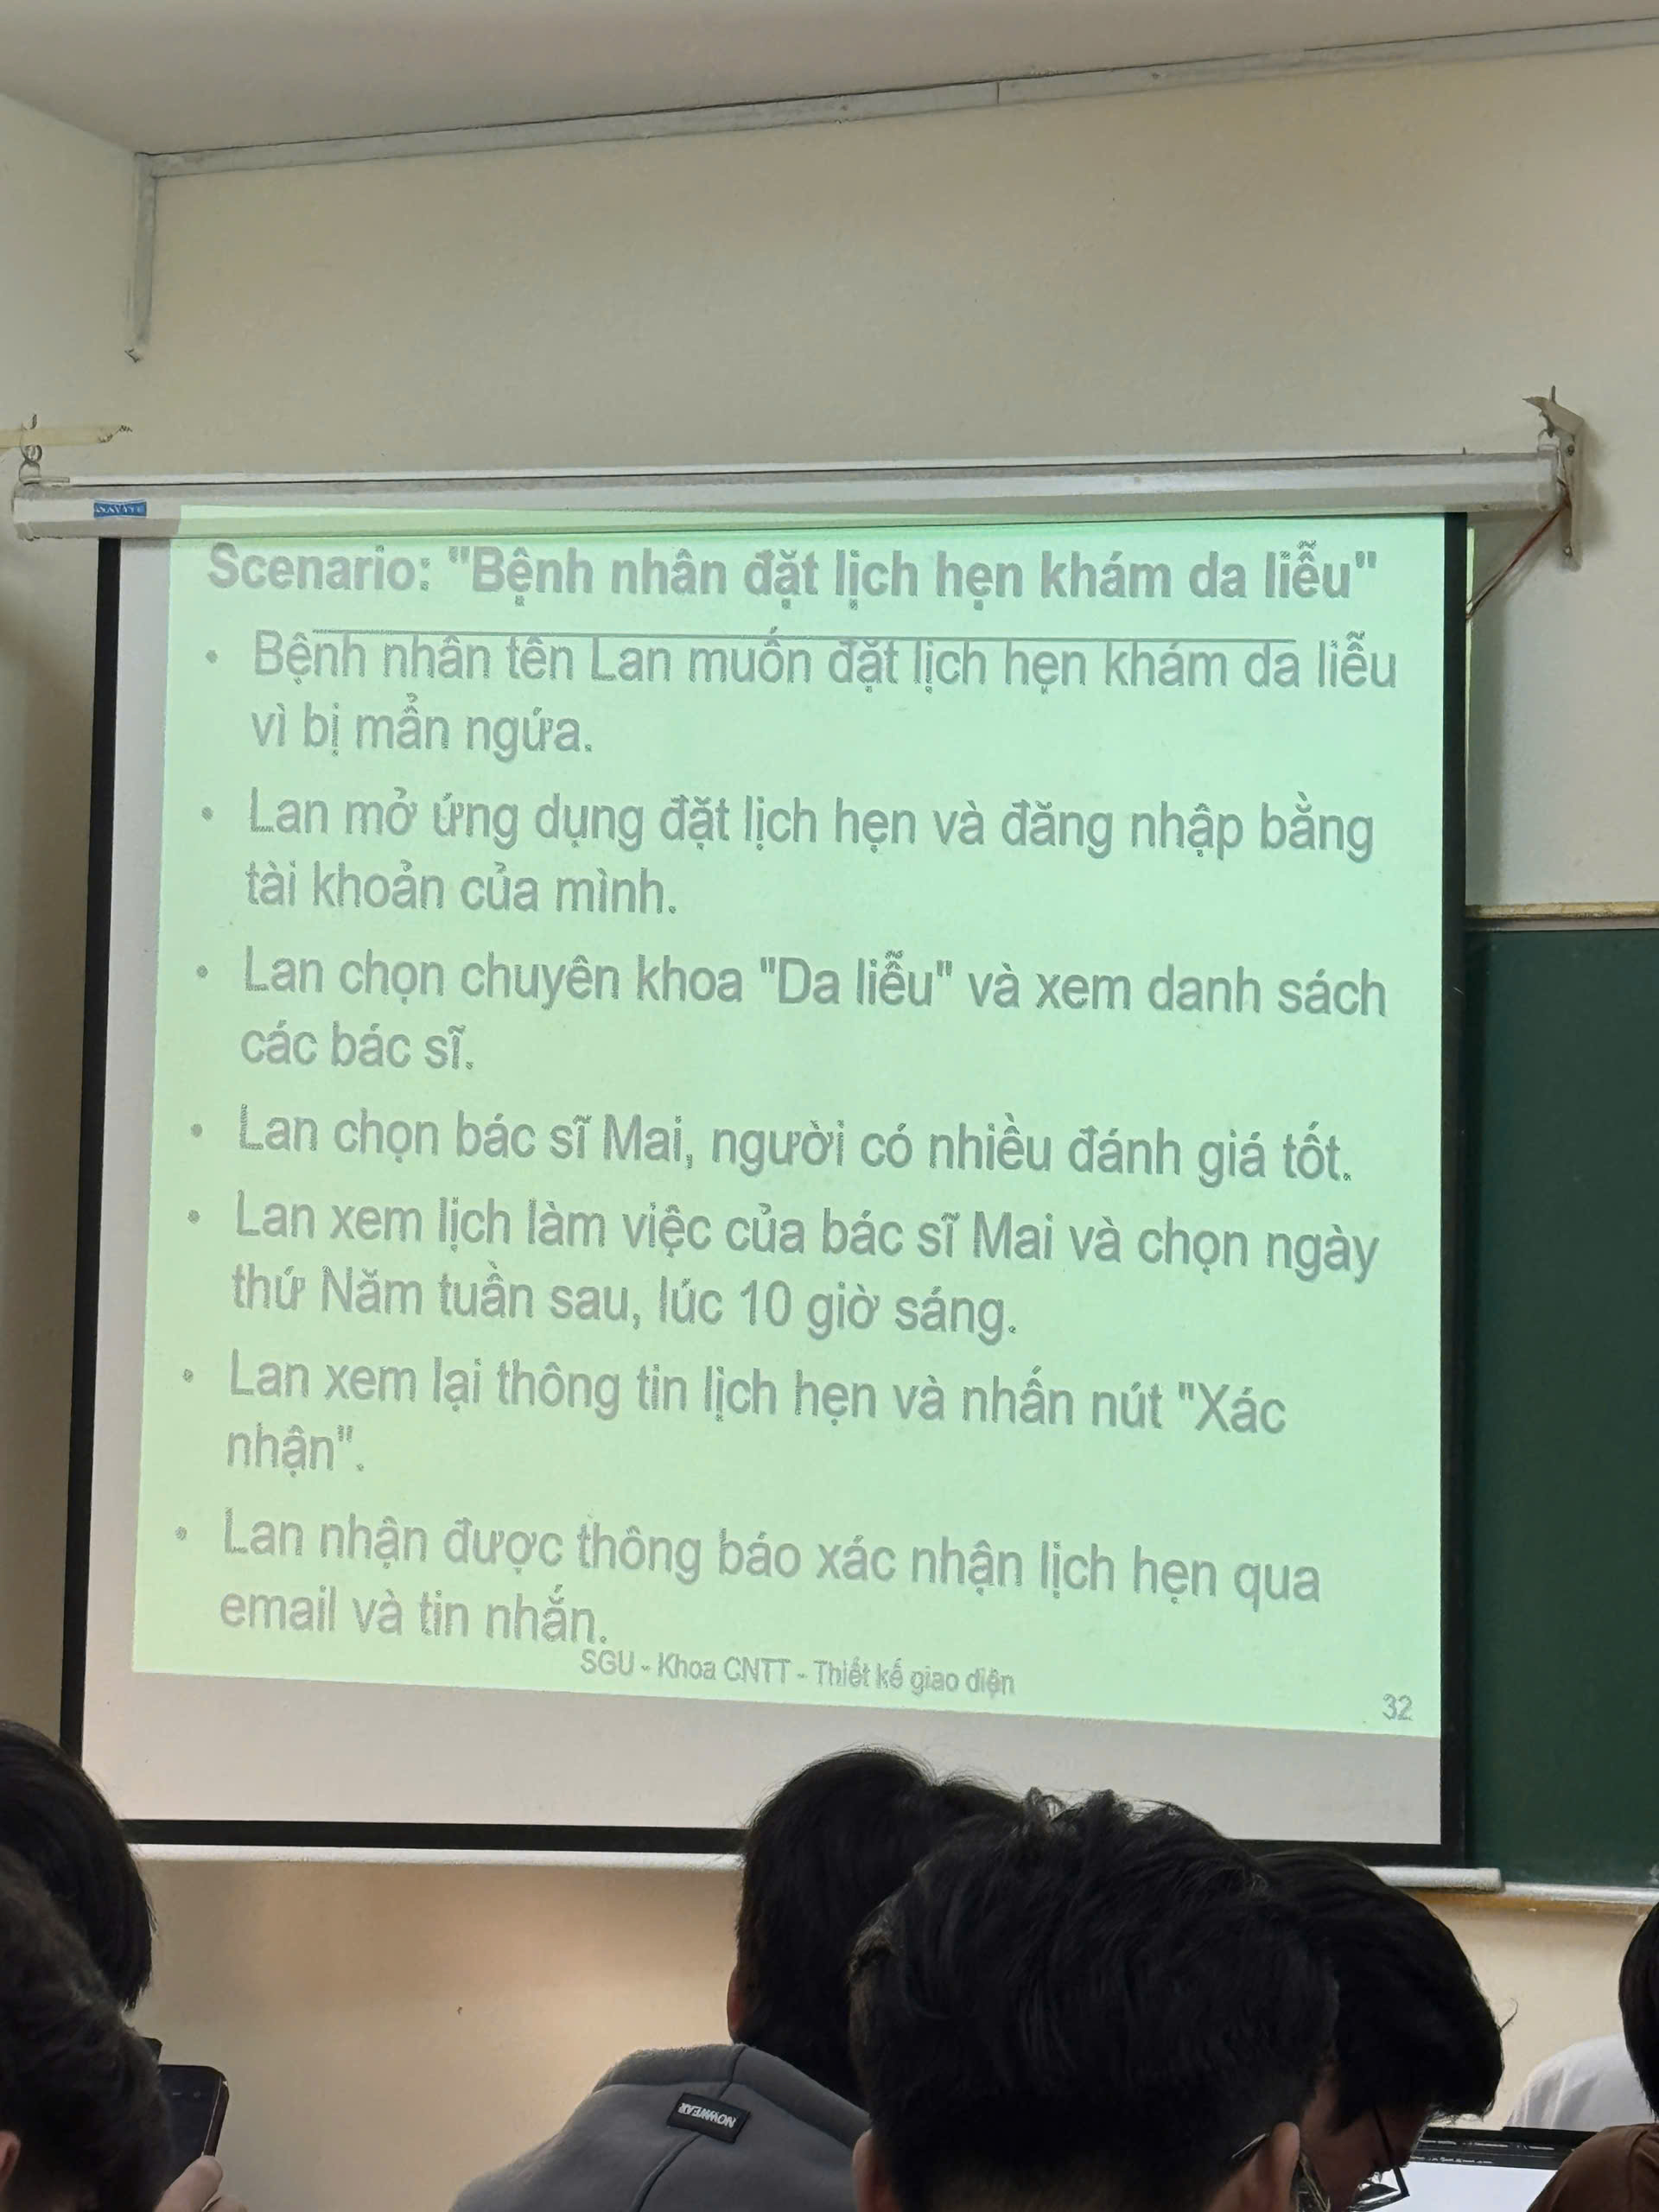 Scenario: "Bệnh nhân đặt lịch hẹn khám da liễu"
• Bệnh nhân tên Lan muốn đặt lịch hẹn khám da liễu
vì bị mẩn ngứa.
• Lan mở ứng dụng đặt lịch hẹn và đăng nhập bằng
tài khoản của mình.
• Lan chọn chuyên khoa "Da liễu" và xem danh sách
các bác sĩ.
• Lan chọn bác sĩ Mai, người có nhiều đánh giá tốt.
• Lan xem lịch làm việc của bác sĩ Mai và chọn ngày
thứ Năm tuần sau, lúc 10 giờ sáng.
• Lan xem lại thông tin lịch hẹn và nhấn nút "Xác
nhận".
• Lan nhận được thông báo xác nhận lịch hẹn qua
email và tin nhắn.
SGU - Khoa CNTT - Thiết kế giao diện
32
NOWWEAR